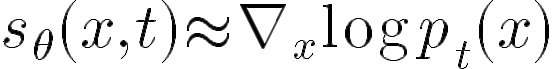 s_θ(x,t)≈∇_x log p_t(x)